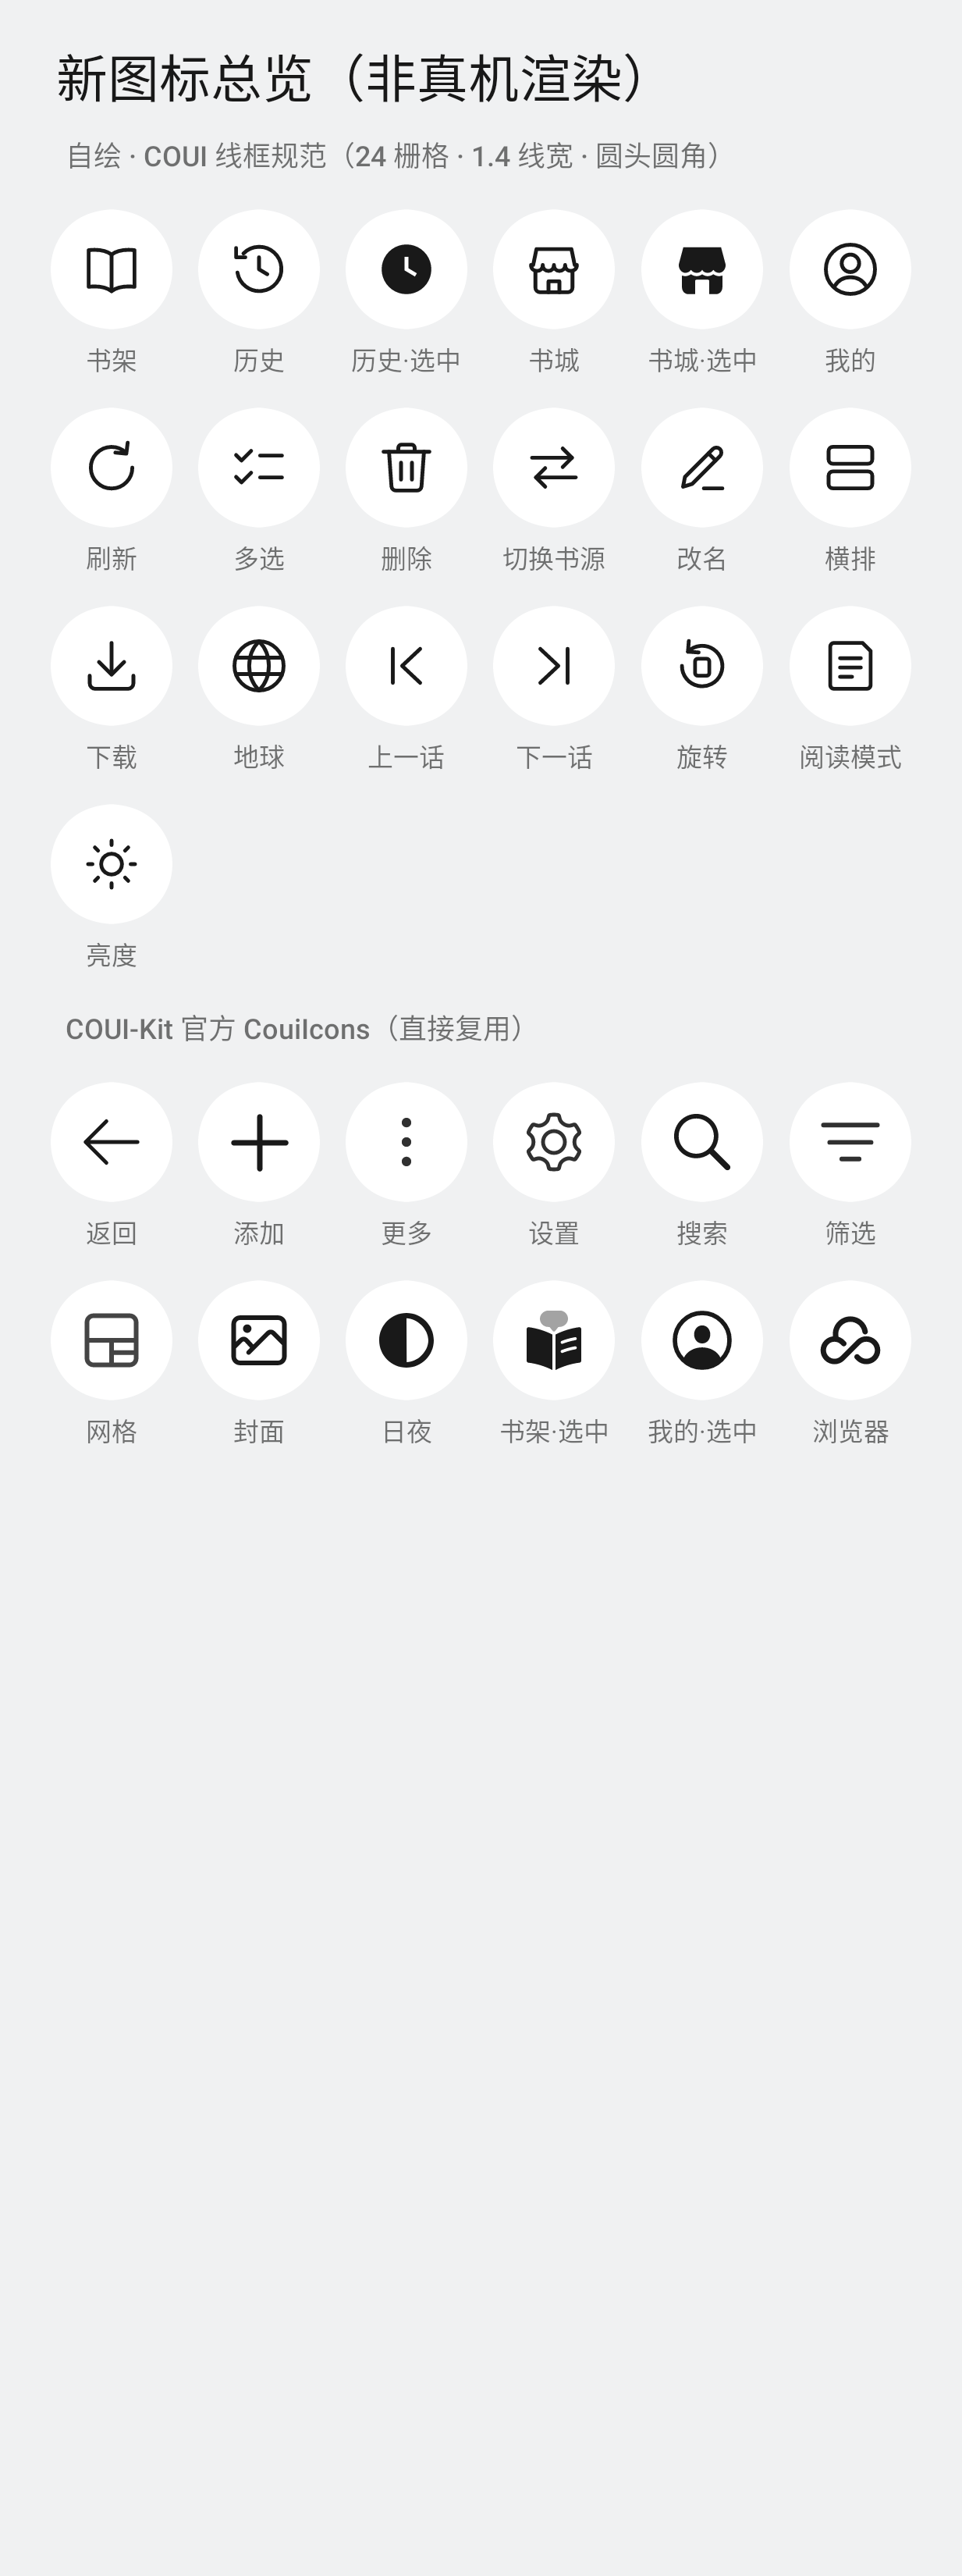 新图标总览（非真机渲染）
自绘 · COUI 线框规范（24 栅格 · 1.4 线宽 · 圆头圆角）
书架 历史 历史·选中 书城 书城·选中 我的
刷新 多选 删除 切换书源 改名 横排
下载 地球 上一话 下一话 旋转 阅读模式
亮度
COUI-Kit 官方 CouiIcons（直接复用）
返回 添加 更多 设置 搜索 筛选
网格 封面 日夜 书架·选中 我的·选中 浏览器